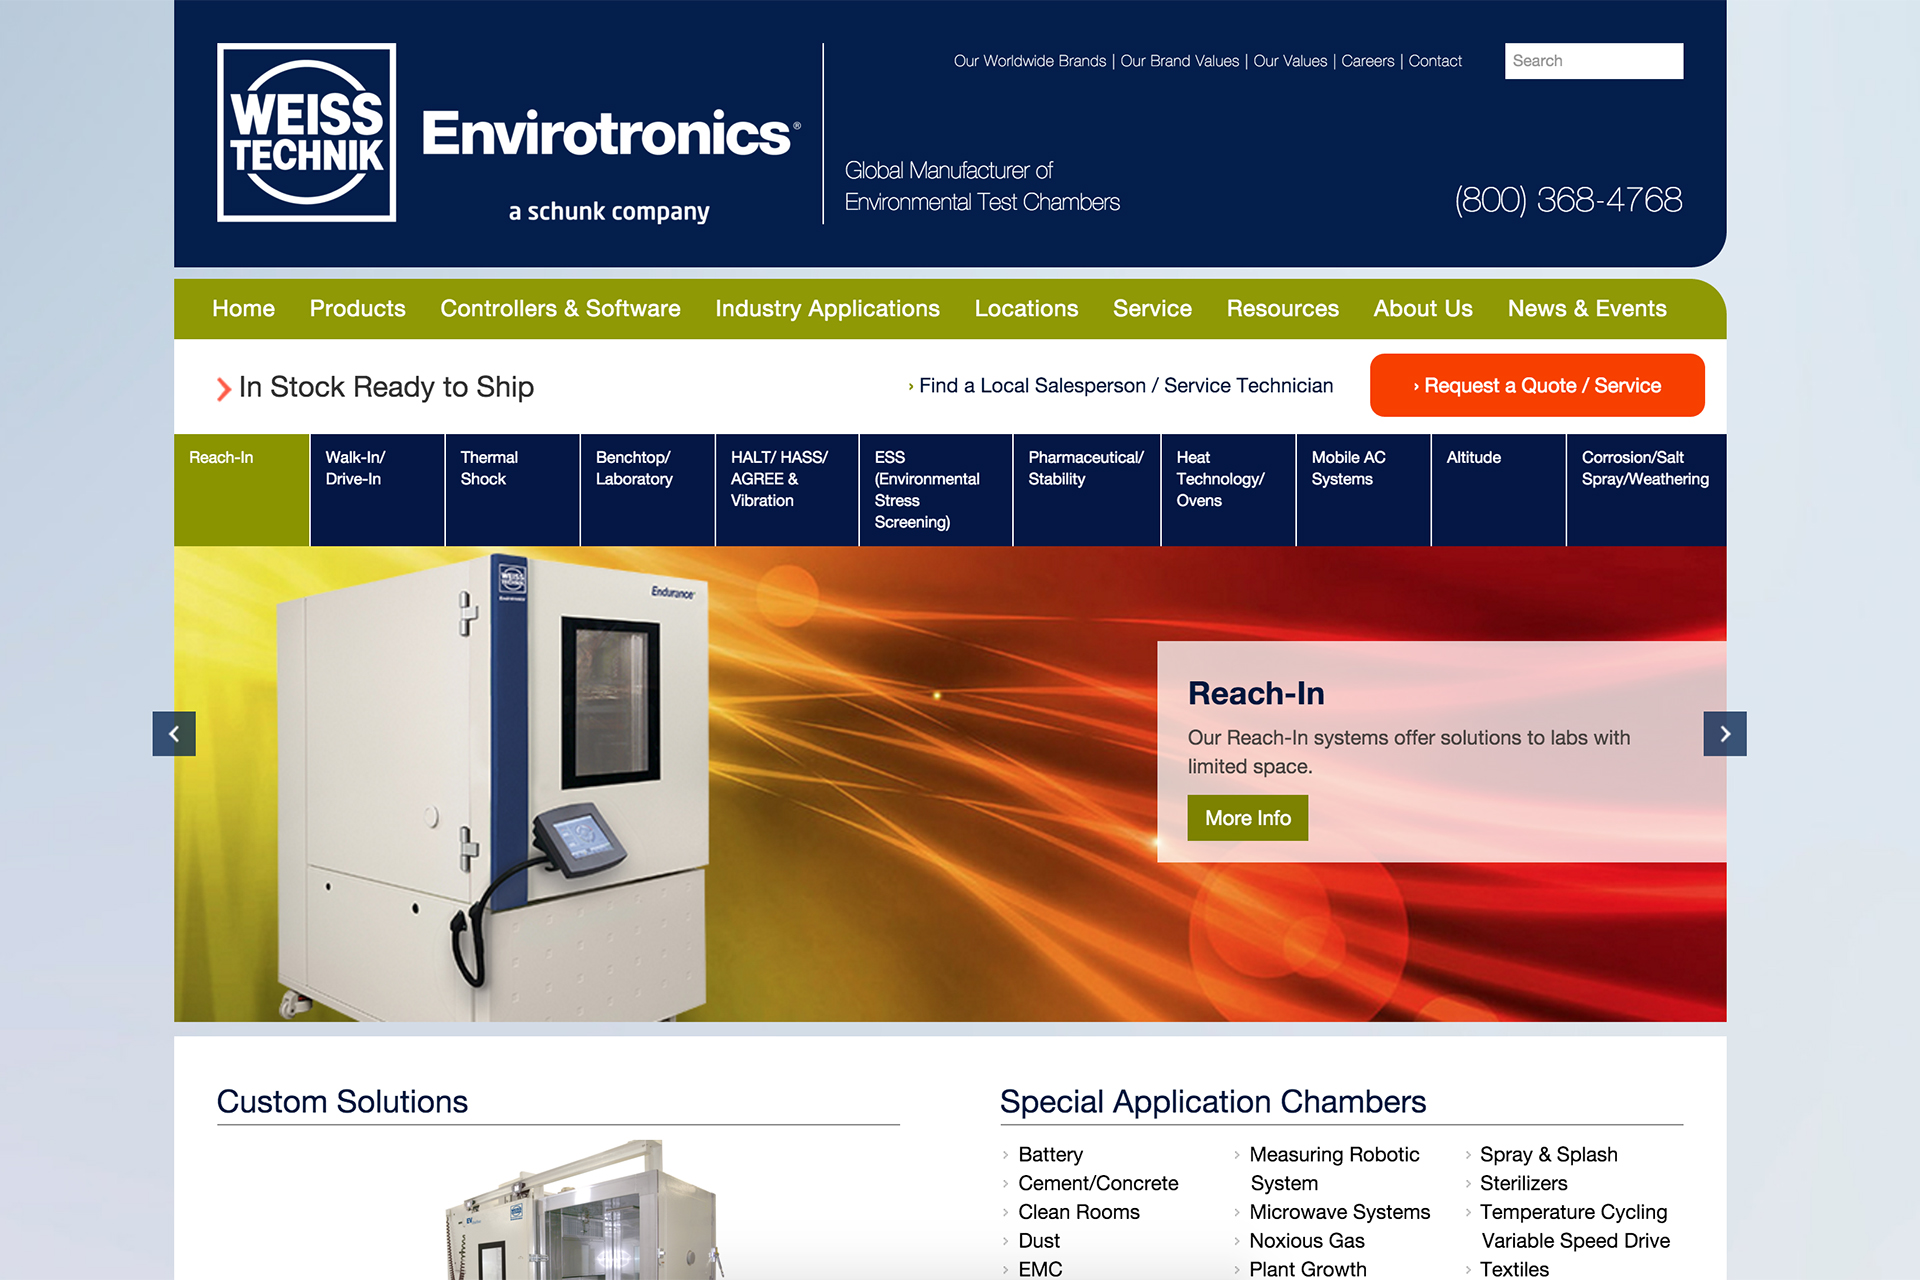 WEISS
TECHNIK
Envirotronics®
a schunk company
Our Worldwide Brands | Our Brand Values | Our Values | Careers | Contact
Search
Global Manufacturer of
Environmental Test Chambers
(800) 368-4768
Home Products Controllers & Software Industry Applications Locations Service Resources About Us News & Events
In Stock Ready to Ship
› Find a Local Salesperson / Service Technician
› Request a Quote / Service
Reach-In
Walk-In/
Drive-In
Thermal
Shock
Benchtop/
Laboratory
HALT/ HASS/
AGREE &
Vibration
ESS
(Environmental
Stress
Screening)
Pharmaceutical/
Stability
Heat
Technology/
Ovens
Mobile AC
Systems
Altitude
Corrosion/Salt
Spray/Weathering
WEISS
TECHNIK
Envirotronics
Endurance
Reach-In
Our Reach-In systems offer solutions to labs with
limited space.
More Info
Custom Solutions
Special Application Chambers
› Battery
› Cement/Concrete
› Clean Rooms
› Dust
› EMC
› Measuring Robotic
System
› Microwave Systems
› Noxious Gas
› Plant Growth
› Spray & Splash
› Sterilizers
› Temperature Cycling
Variable Speed Drive
› Textiles